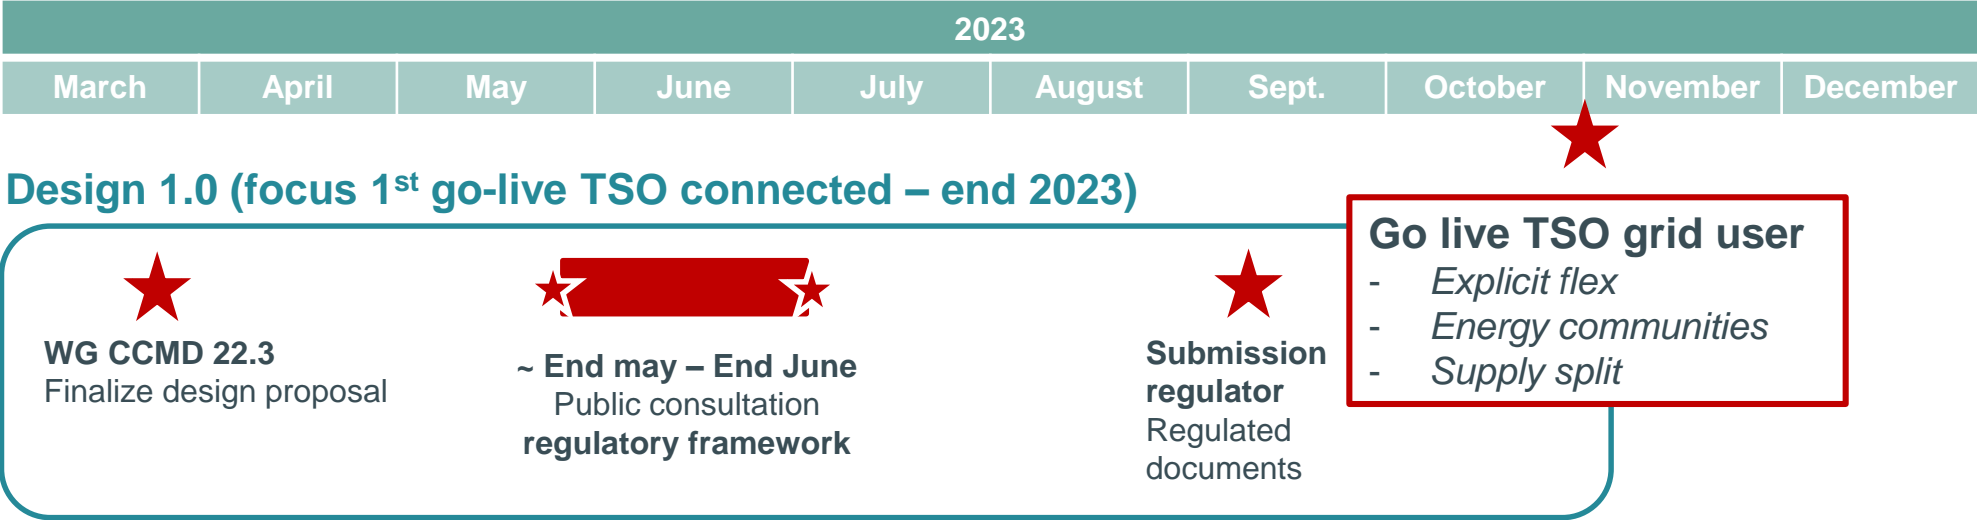 2023
March April May June July August Sept. October November December
Design 1.0 (focus 1st go-live TSO connected – end 2023)
WG CCMD 22.3
Finalize design proposal
~ End may – End June
Public consultation
regulatory framework
Submission
regulator
Regulated
documents
Go live TSO grid user
- Explicit flex
- Energy communities
- Supply split